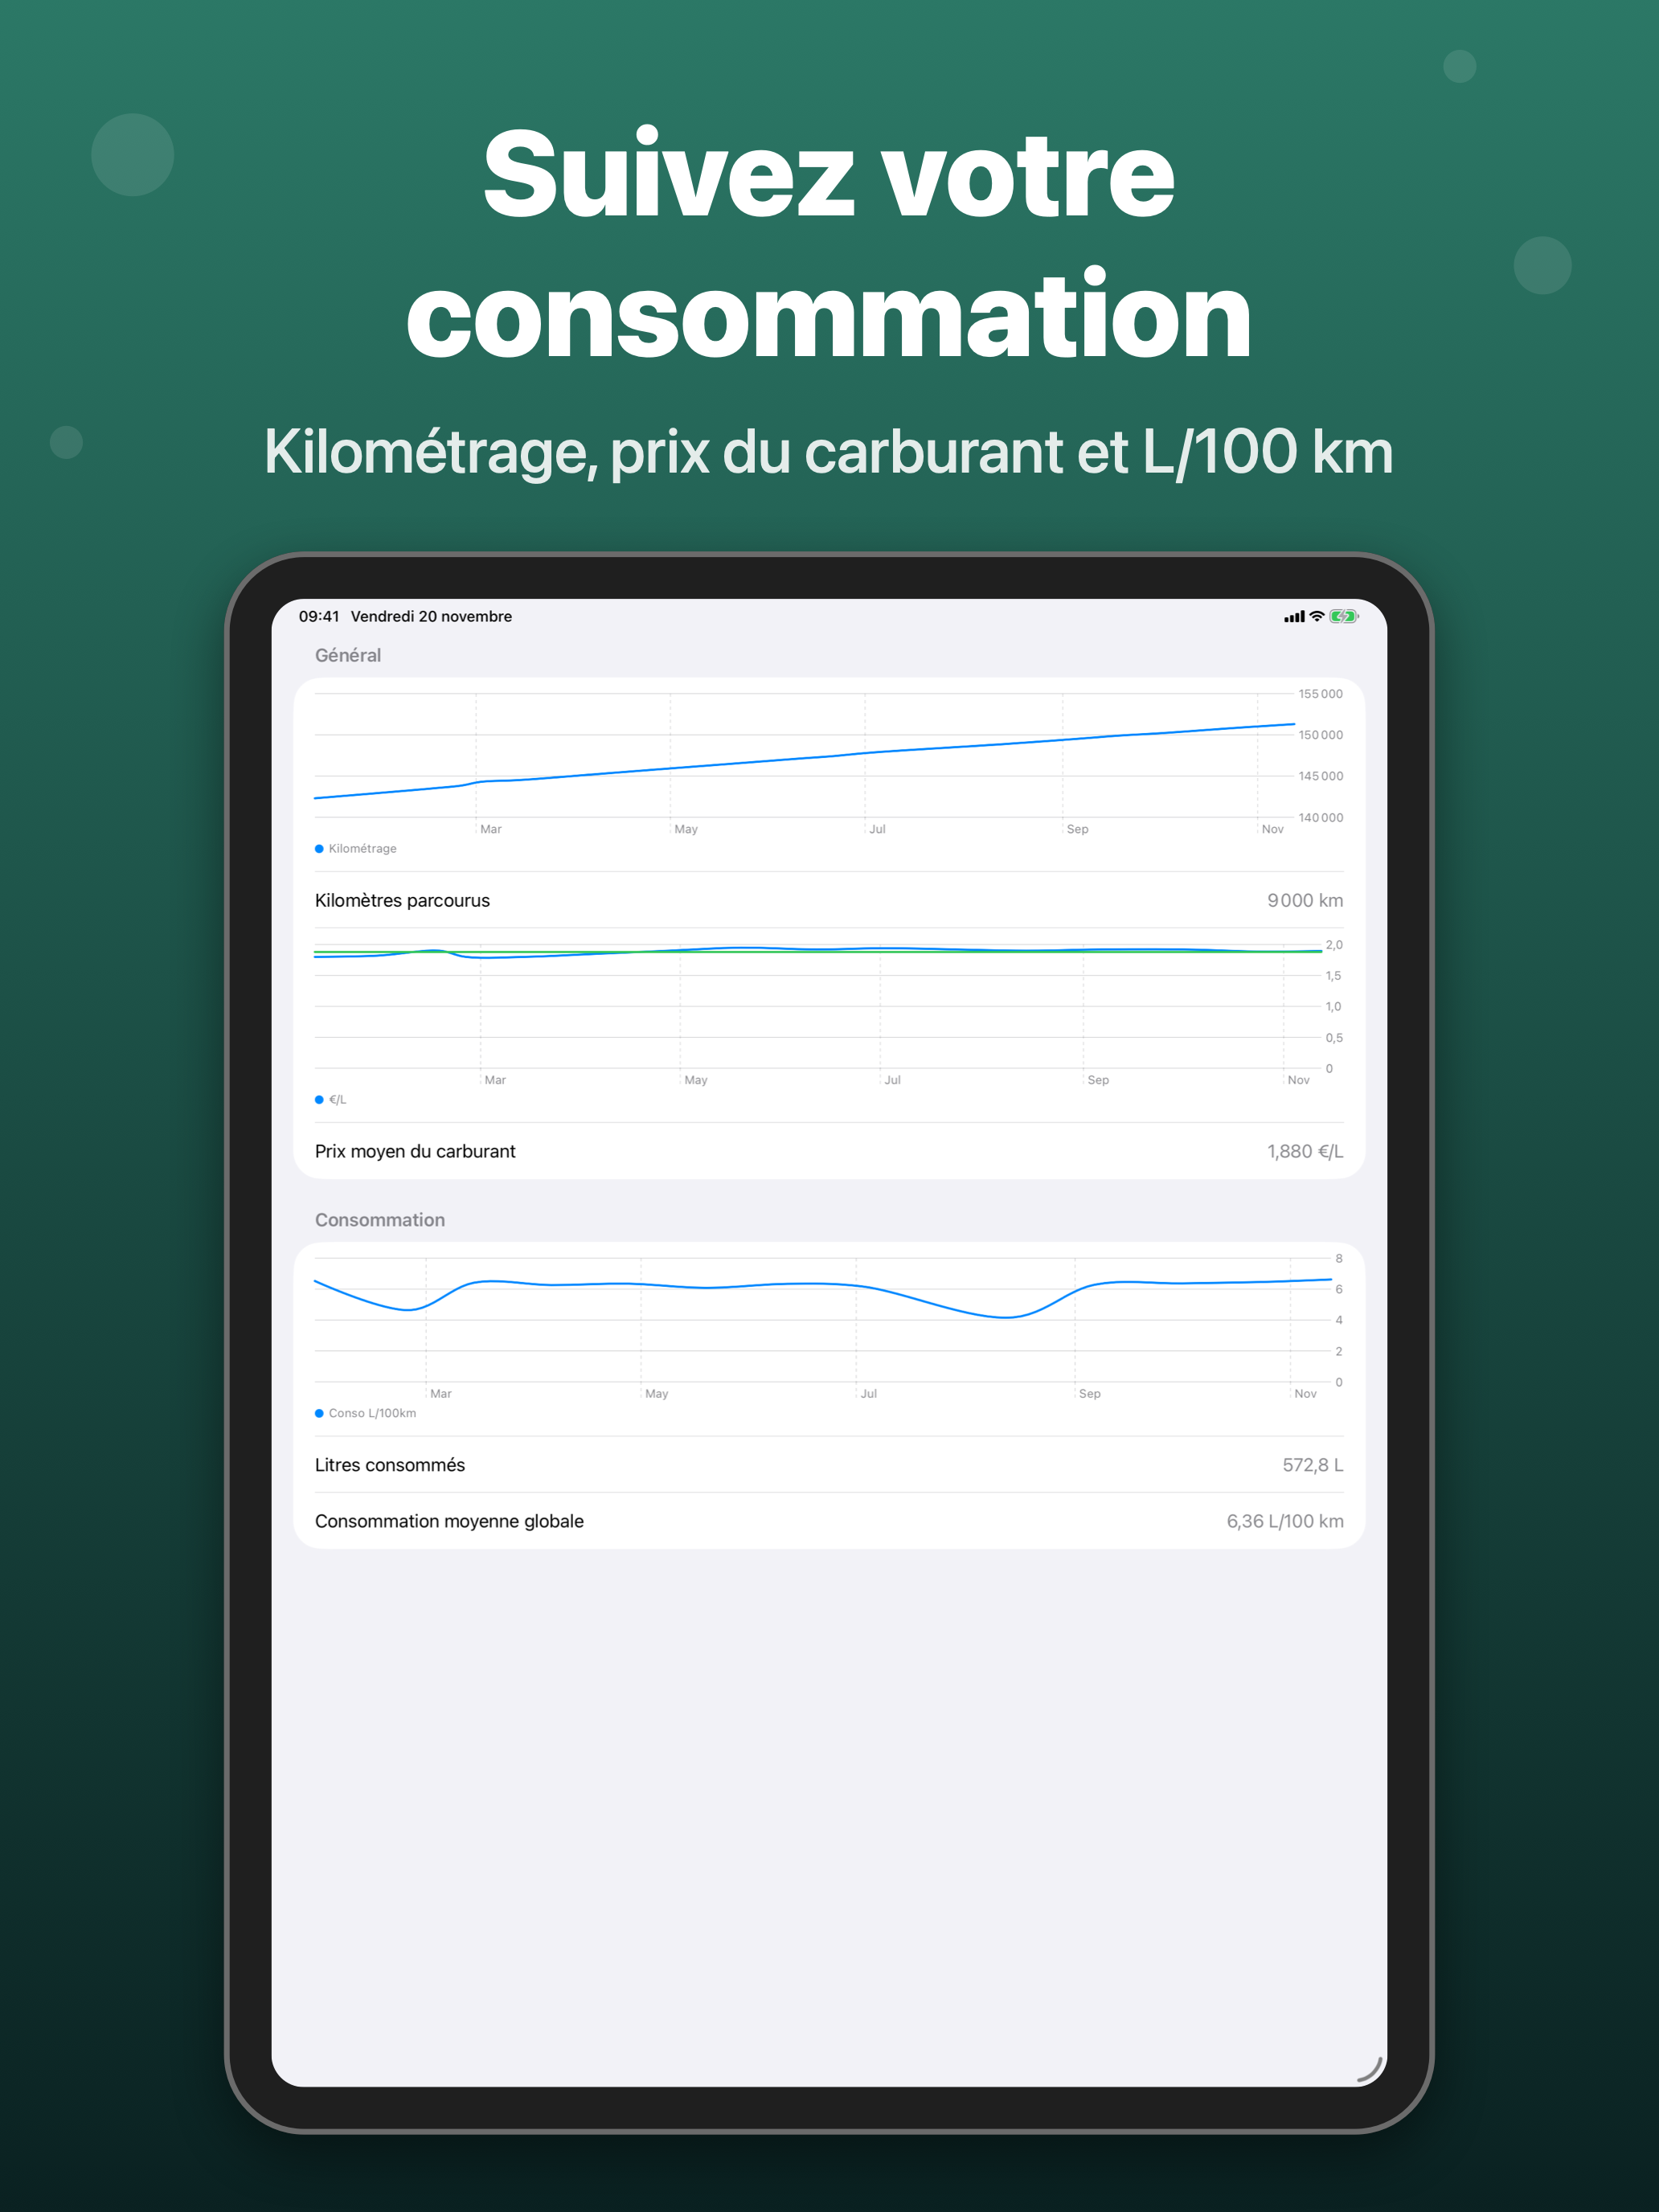 Suivez votre
consommation
Kilométrage, prix du carburant et L/100 km
09:41 Vendredi 20 novembre
Général
155 000
150 000
145 000
140 000
Mar May Jul Sep Nov
Kilométrage
Kilomètres parcourus 9 000 km
2,0
1,5
1,0
0,5
0
Mar May Jul Sep Nov
€/L
Prix moyen du carburant 1,880 €/L
Consommation
8
6
4
2
0
Mar May Jul Sep Nov
Conso L/100km
Litres consommés 572,8 L
Consommation moyenne globale 6,36 L/100 km